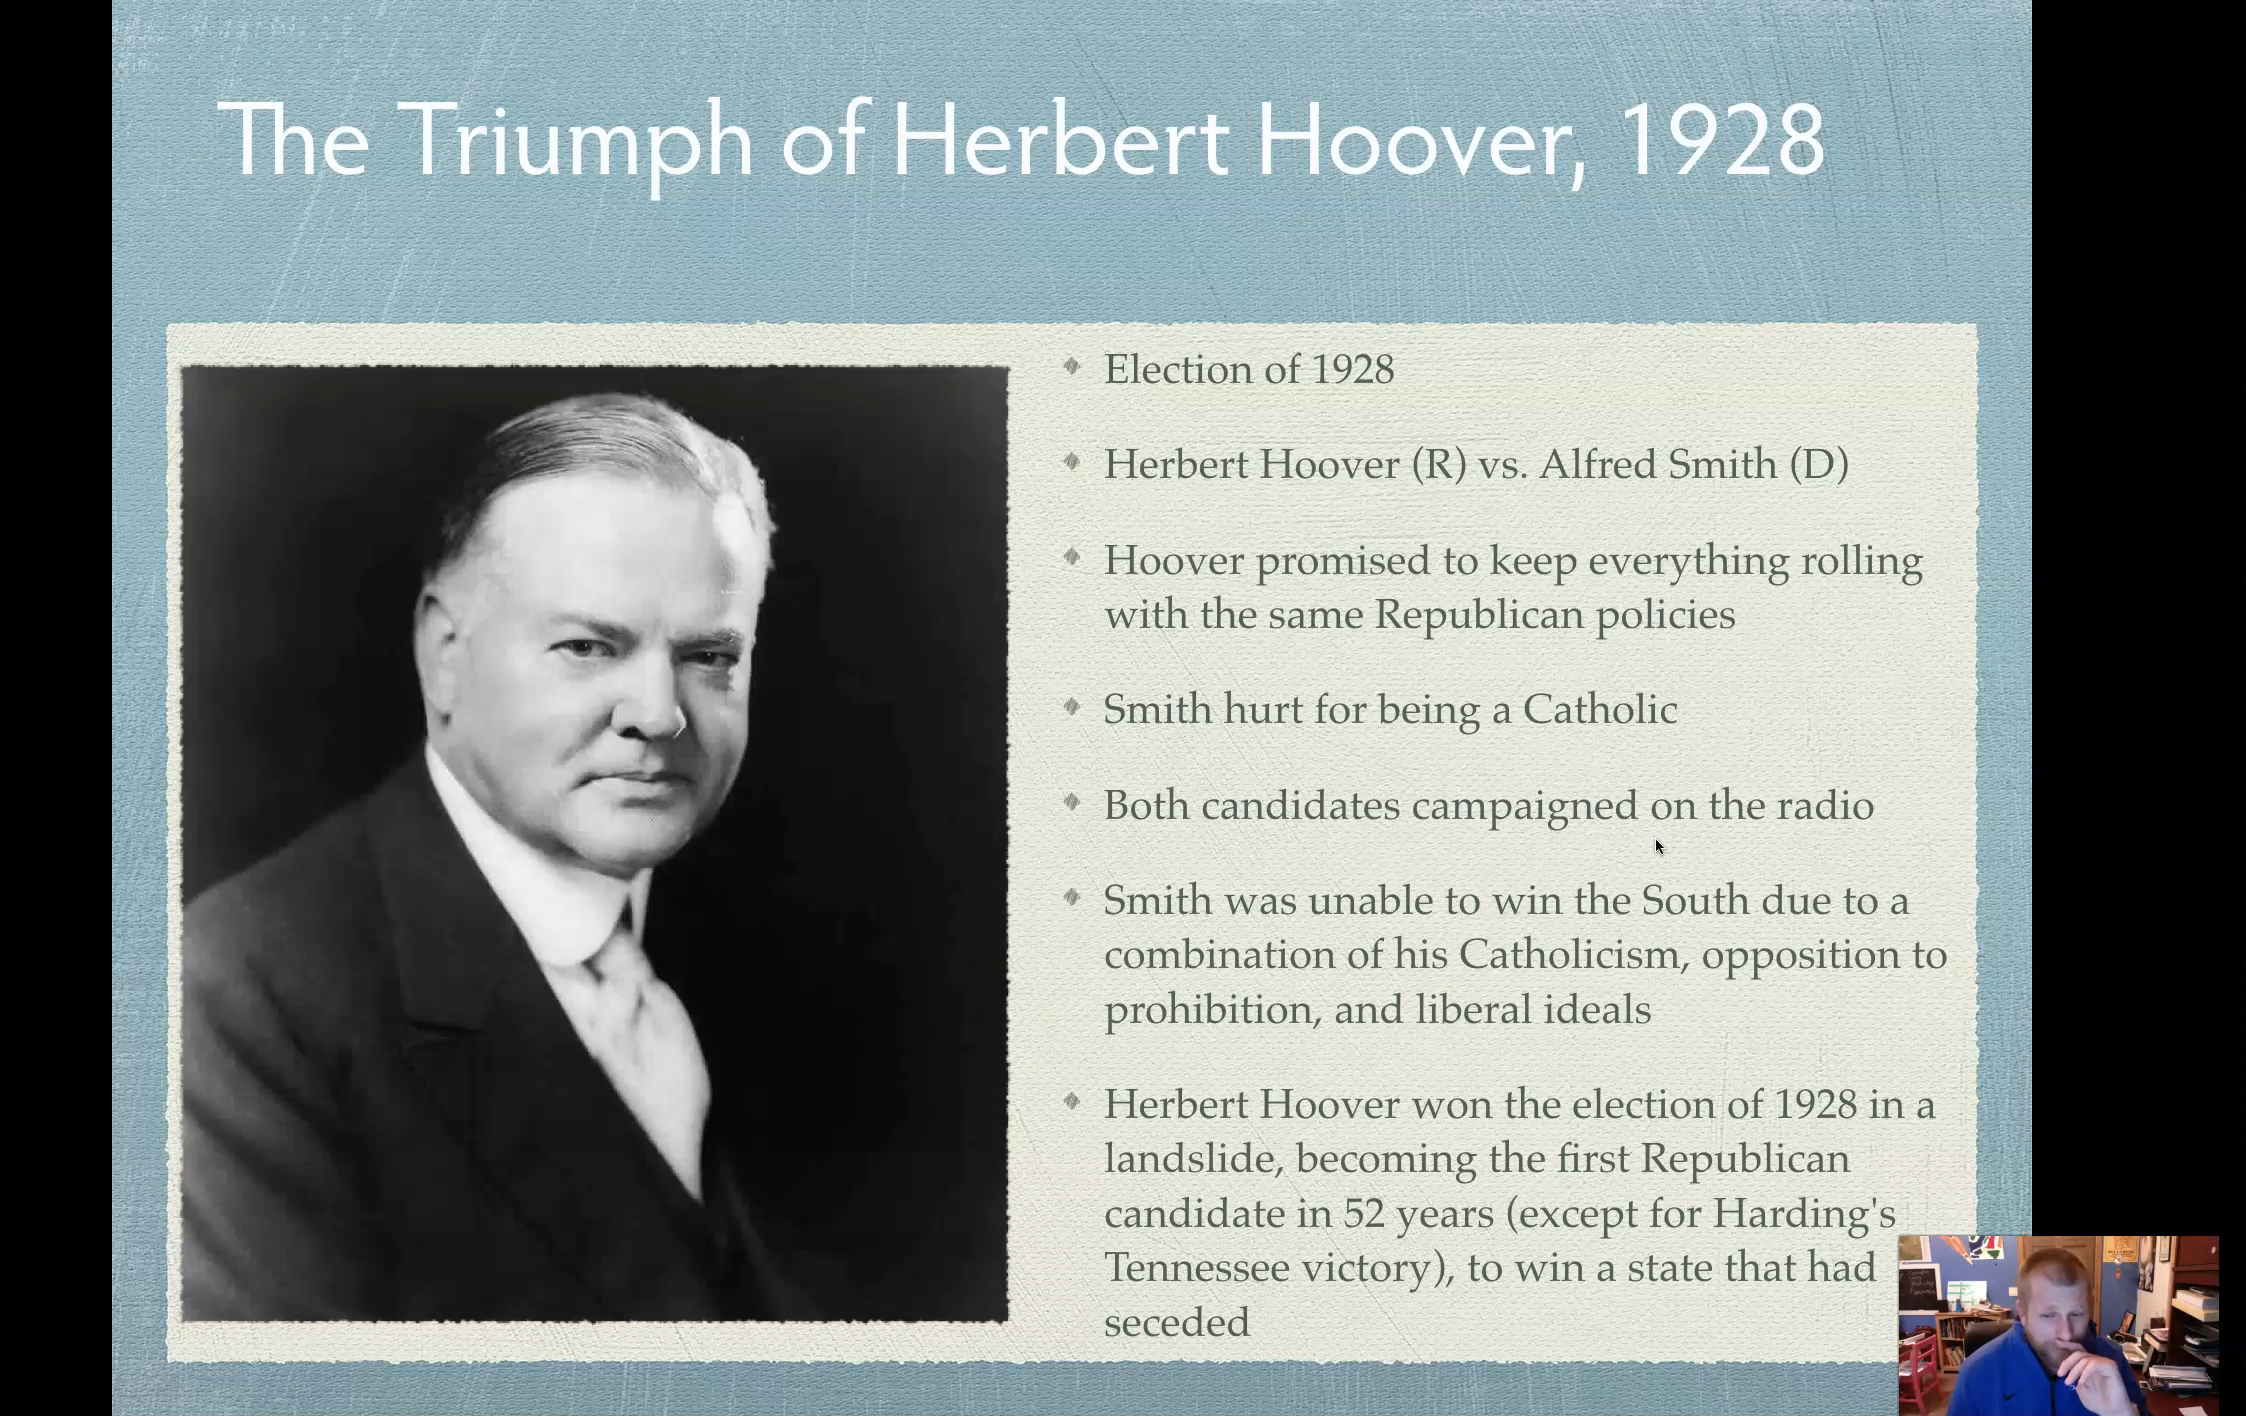 The Triumph of Herbert Hoover, 1928
Election of 1928
Herbert Hoover (R) vs. Alfred Smith (D)
Hoover promised to keep everything rolling
with the same Republican policies
Smith hurt for being a Catholic
Both candidates campaigned on the radio
Smith was unable to win the South due to a
combination of his Catholicism, opposition to
prohibition, and liberal ideals
Herbert Hoover won the election of 1928 in a
landslide, becoming the first Republican
candidate in 52 years (except for Harding's
Tennessee victory), to win a state that had
seceded